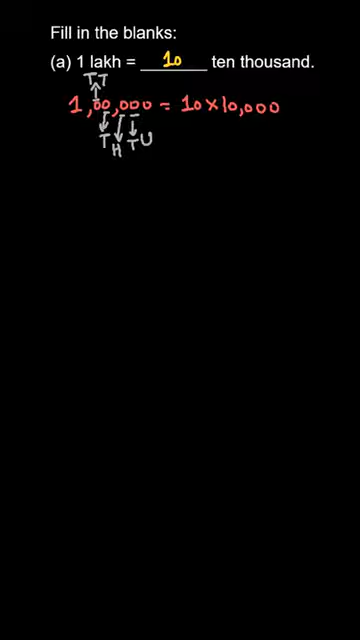 Fill in the blanks:
(a) 1 lakh = 10 ten thousand.
T T
1,00,000 = 10 × 10,000
T H T U